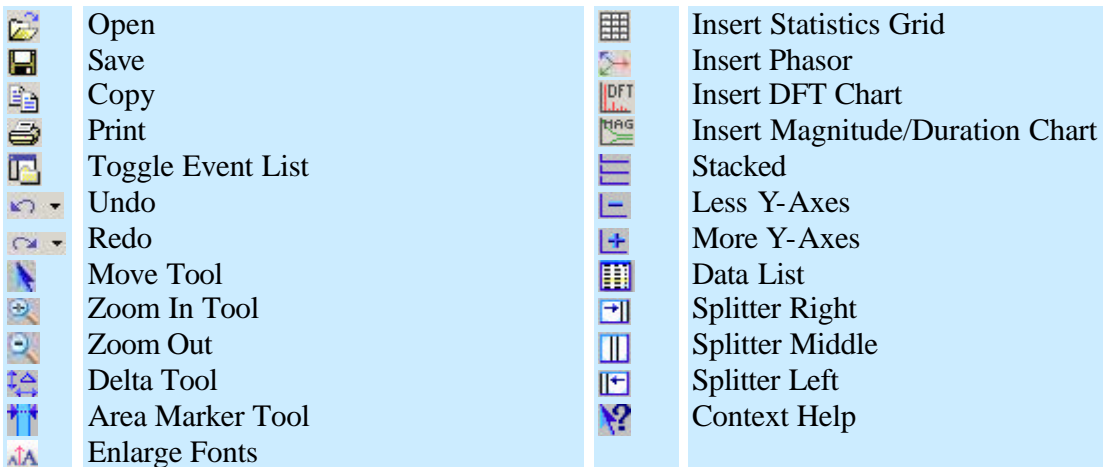 Open
Save
Copy
Print
Toggle Event List
Undo
Redo
Move Tool
Zoom In Tool
Zoom Out
Delta Tool
Area Marker Tool
Enlarge Fonts
Insert Statistics Grid
Insert Phasor
DFT Insert DFT Chart
MAG Insert Magnitude/Duration Chart
Stacked
Less Y-Axes
More Y-Axes
Data List
Splitter Right
Splitter Middle
Splitter Left
Context Help